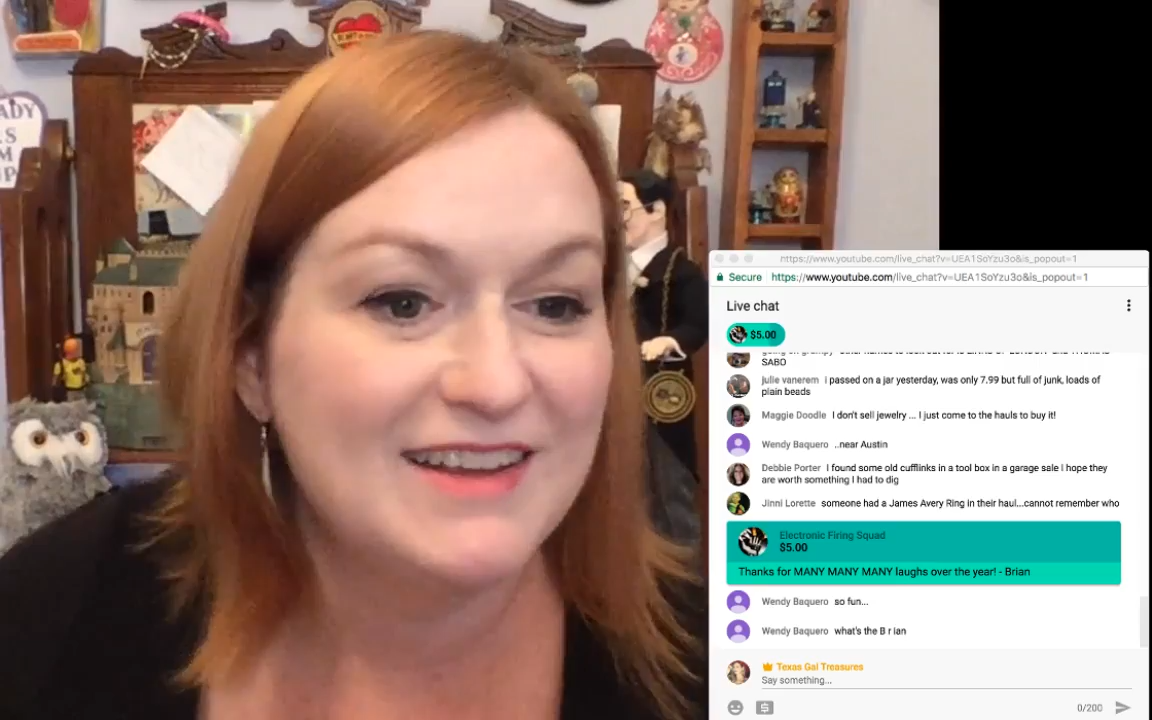 ADY
S
M
UP
https://www.youtube.com/live_chat?v=UEA1SoYzu3o&is_popout=1
Secure https://www.youtube.com/live_chat?v=UEA1SoYzu3o&is_popout=1
Live chat
$5.00
SABO
julie vanerem i passed on a jar yesterday, was only 7.99 but full of junk, loads of
plain beads
Maggie Doodle I don't sell jewelry ... I just come to the hauls to buy it!
Wendy Baquero ..near Austin
Debbie Porter I found some old cufflinks in a tool box in a garage sale i hope they
are worth something I had to dig
Jinni Lorette someone had a James Avery Ring in their haul...cannot remember who
Electronic Firing Squad
$5.00
Thanks for MANY MANY MANY laughs over the year! - Brian
Wendy Baquero so fun...
Wendy Baquero what's the B r ian
Texas Gal Treasures
Say something...
0/200